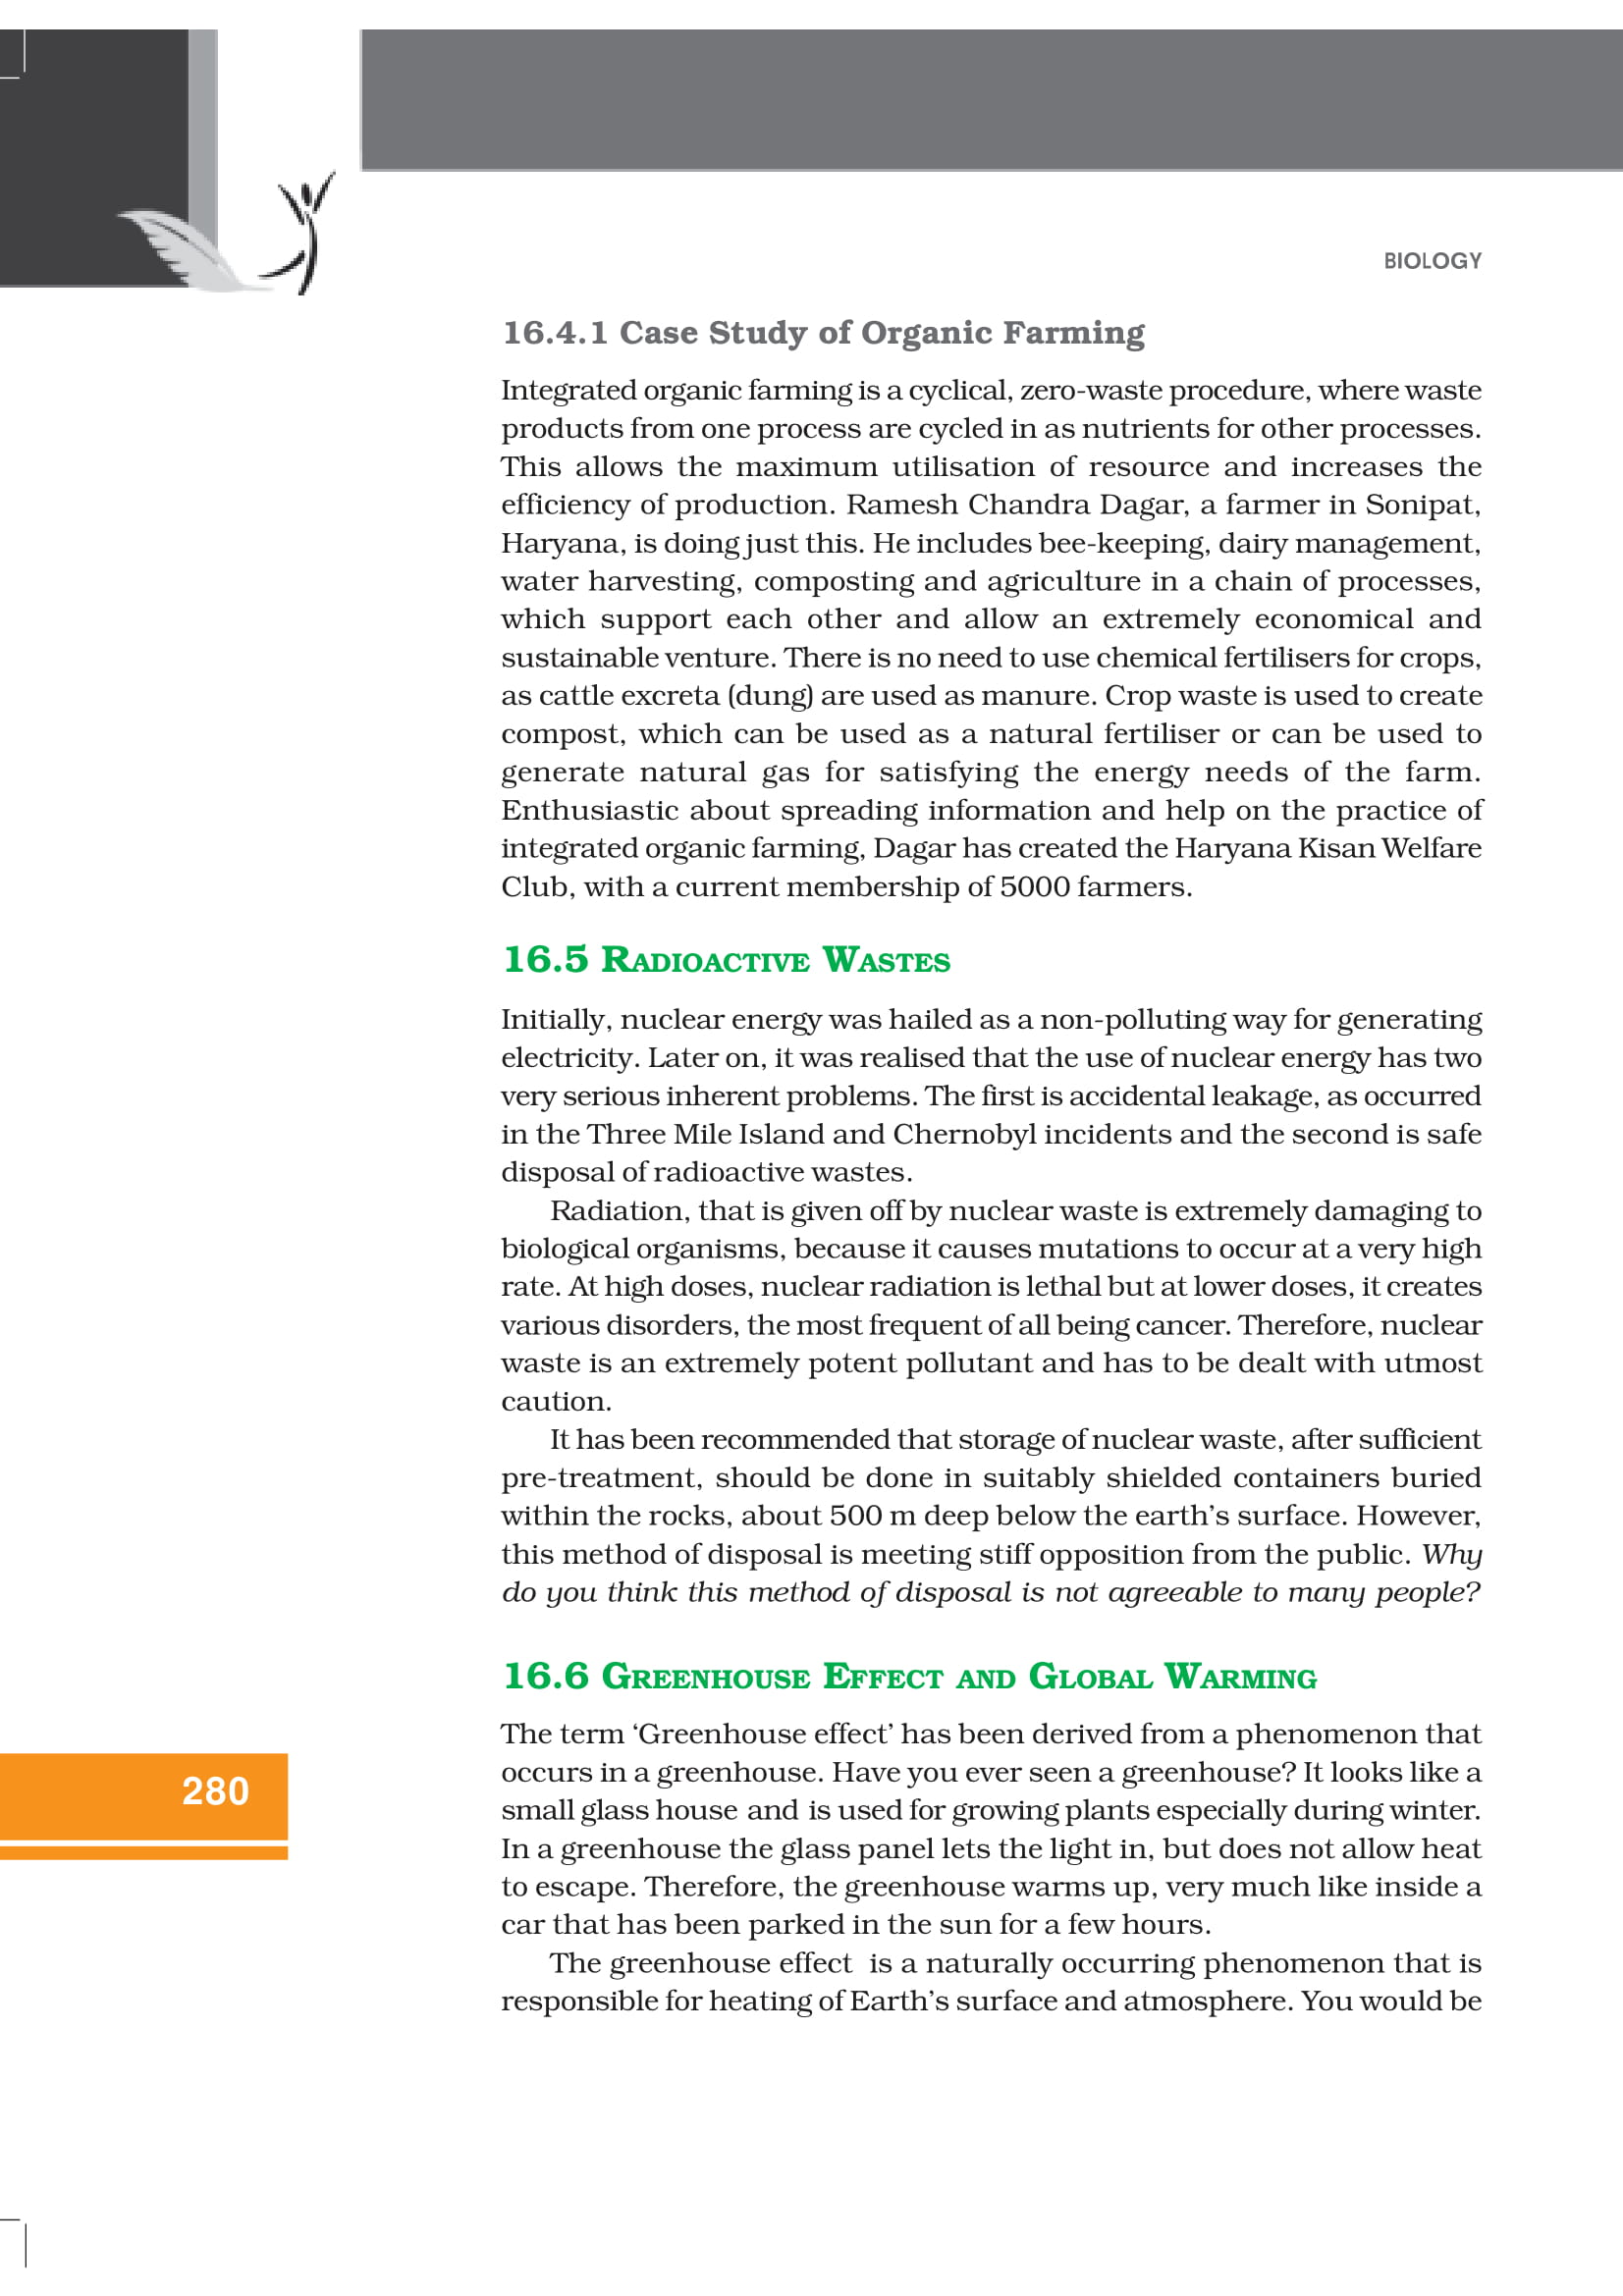 BIOLOGY
16.4.1 Case Study of Organic Farming
Integrated organic farming is a cyclical, zero-waste procedure, where waste
products from one process are cycled in as nutrients for other processes.
This allows the maximum utilisation of resource and increases the
efficiency of production. Ramesh Chandra Dagar, a farmer in Sonipat,
Haryana, is doing just this. He includes bee-keeping, dairy management,
water harvesting, composting and agriculture in a chain of processes,
which support each other and allow an extremely economical and
sustainable venture. There is no need to use chemical fertilisers for crops,
as cattle excreta (dung) are used as manure. Crop waste is used to create
compost, which can be used as a natural fertiliser or can be used to
generate natural gas for satisfying the energy needs of the farm.
Enthusiastic about spreading information and help on the practice of
integrated organic farming, Dagar has created the Haryana Kisan Welfare
Club, with a current membership of 5000 farmers.
16.5 RADIOACTIVE WASTES
Initially, nuclear energy was hailed as a non-polluting way for generating
electricity. Later on, it was realised that the use of nuclear energy has two
very serious inherent problems. The first is accidental leakage, as occurred
in the Three Mile Island and Chernobyl incidents and the second is safe
disposal of radioactive wastes.
Radiation, that is given off by nuclear waste is extremely damaging to
biological organisms, because it causes mutations to occur at a very high
rate. At high doses, nuclear radiation is lethal but at lower doses, it creates
various disorders, the most frequent of all being cancer. Therefore, nuclear
waste is an extremely potent pollutant and has to be dealt with utmost
caution.
It has been recommended that storage of nuclear waste, after sufficient
pre-treatment, should be done in suitably shielded containers buried
within the rocks, about 500 m deep below the earth's surface. However,
this method of disposal is meeting stiff opposition from the public. Why
do you think this method of disposal is not agreeable to many people?
16.6 GREENHOUSE EFFECT AND GLOBAL WARMING
The term ‘Greenhouse effect’ has been derived from a phenomenon that
occurs in a greenhouse. Have you ever seen a greenhouse? It looks like a
small glass house and is used for growing plants especially during winter.
In a greenhouse the glass panel lets the light in, but does not allow heat
to escape. Therefore, the greenhouse warms up, very much like inside a
car that has been parked in the sun for a few hours.
The greenhouse effect is a naturally occurring phenomenon that is
responsible for heating of Earth's surface and atmosphere. You would be
280